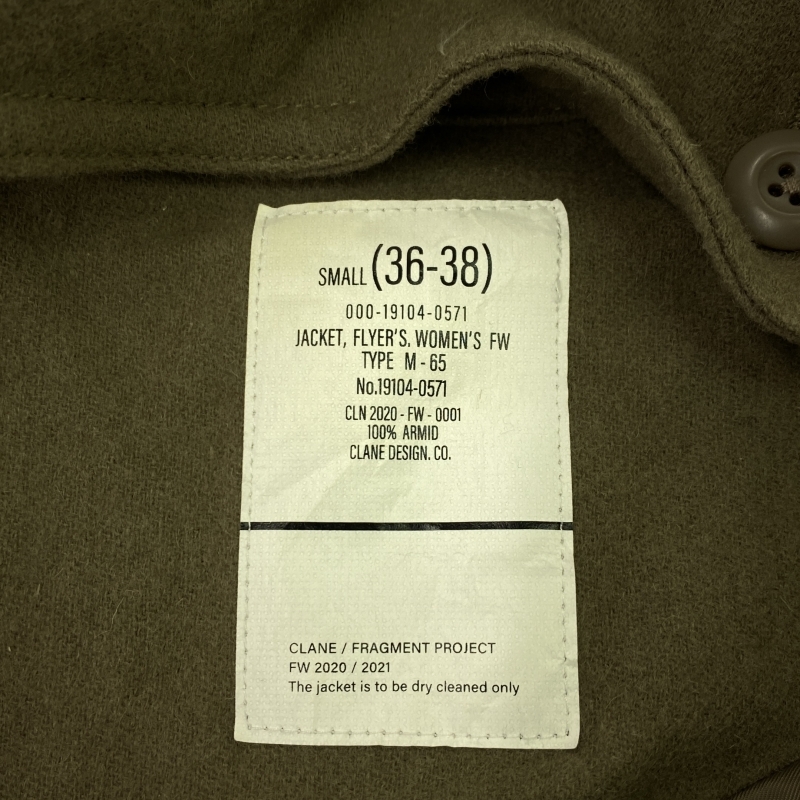 SMALL (36-38)
000-19104-0571
JACKET, FLYER'S. WOMEN'S FW
TYPE M-65
No.19104-0571
CLN 2020-FW-0001
100% ARMID
CLANE DESIGN. CO.
CLANE / FRAGMENT PROJECT
FW 2020 / 2021
The jacket is to be dry cleaned only